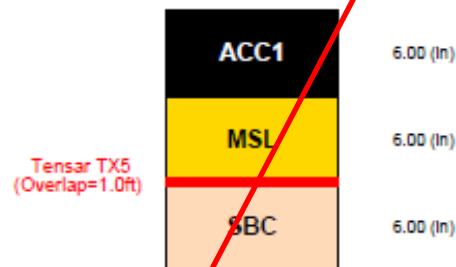 ACC1
6.00 (in)
MSL
6.00 (in)
Tensar TX5
(Overlap=1.0ft)
SBC
6.00 (in)